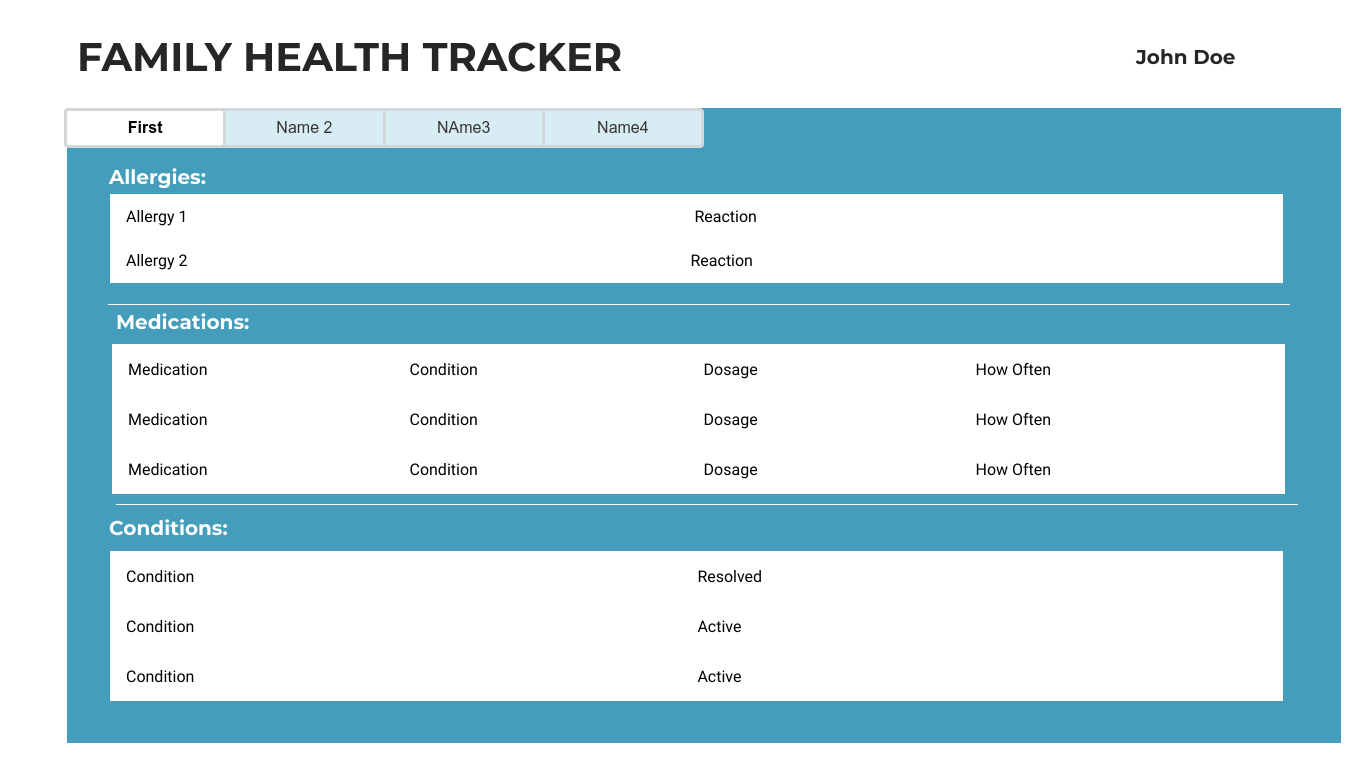 FAMILY HEALTH TRACKER
John Doe
First Name 2 NAme3 Name4
Allergies:
Allergy 1 Reaction
Allergy 2 Reaction
Medications:
Medication Condition Dosage How Often
Medication Condition Dosage How Often
Medication Condition Dosage How Often
Conditions:
Condition Resolved
Condition Active
Condition Active